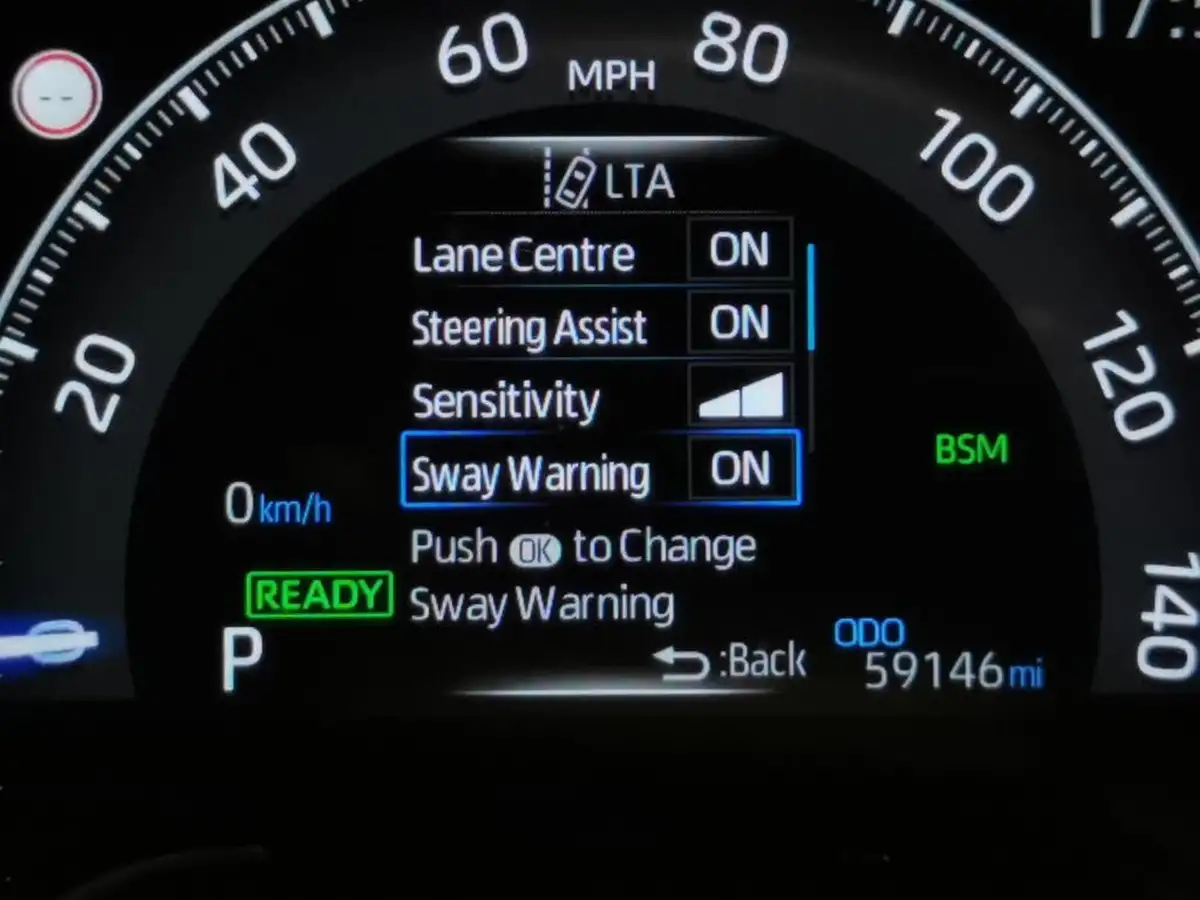 60
80
MPH
40
100
LTA
Lane Centre ON
Steering Assist ON
20
120
Sensitivity
BSM
Sway Warning ON
0 km/h
Push OK to Change
READY
Sway Warning
140
P
ODO
:Back
59146 mi